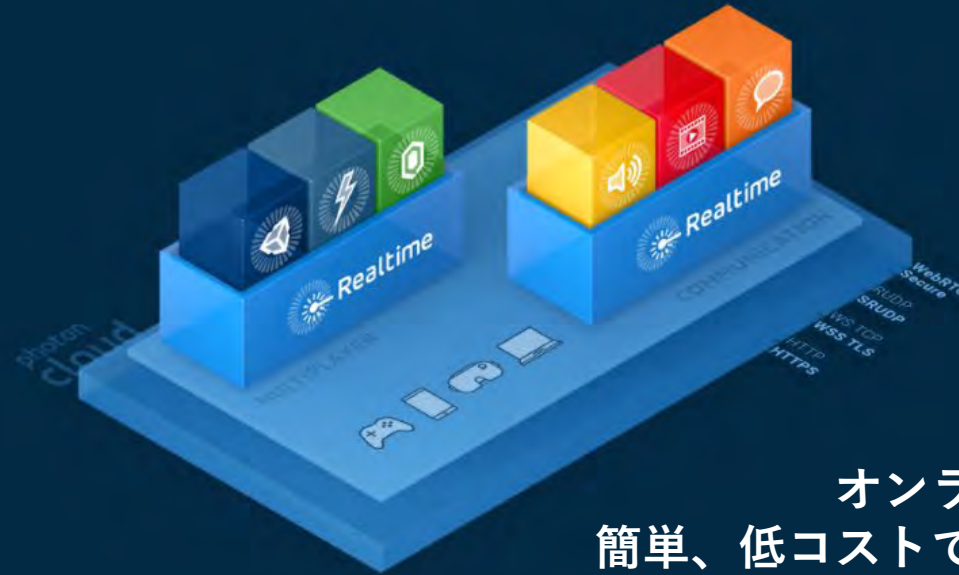 Realtime
Realtime
photon
cloud
MULTIPLAYER
COMMUNICATION
WebRTC
Secure
RUDP
SRUDP
WS TCP
WSS TLS
HTTP
HTTPS
オンラ
簡単、低コストで